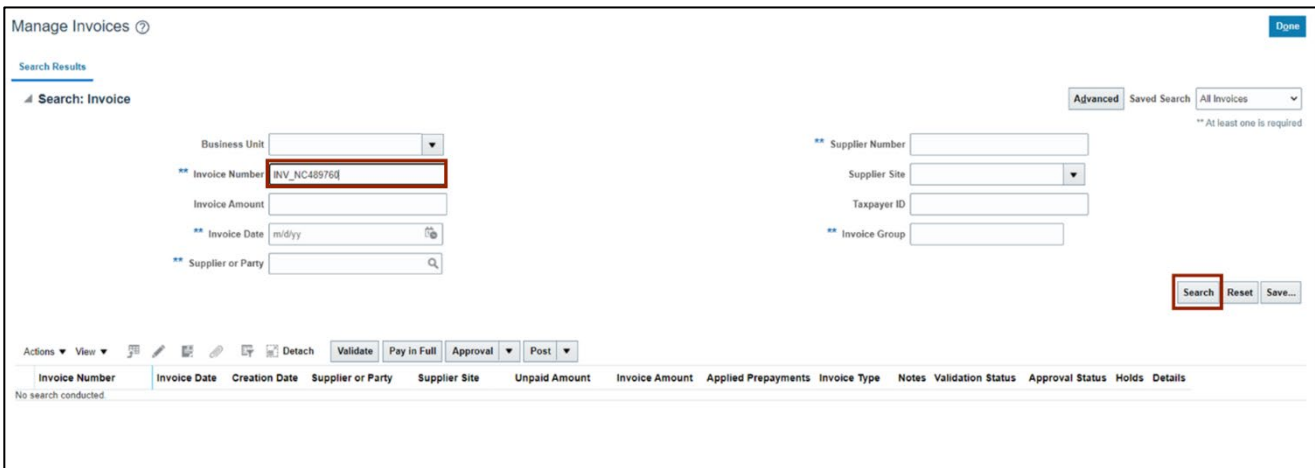 Manage Invoices ?
Done
Search Results
Search: Invoice
Advanced Saved Search All Invoices
** At least one is required
Business Unit
** Supplier Number
** Invoice Number INV_NC489760
Supplier Site
Invoice Amount
Taxpayer ID
** Invoice Date m/d/yy
** Invoice Group
** Supplier or Party
Search Reset Save...
Actions View Detach Validate Pay in Full Approval Post
Invoice Number Invoice Date Creation Date Supplier or Party Supplier Site Unpaid Amount Invoice Amount Applied Prepayments Invoice Type Notes Validation Status Approval Status Holds Details
No search conducted.